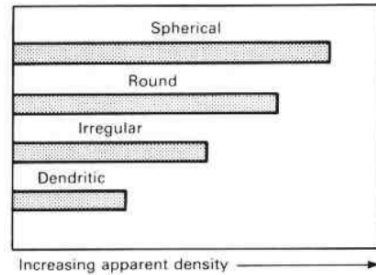 Spherical
Round
Irregular
Dendritic
Increasing apparent density